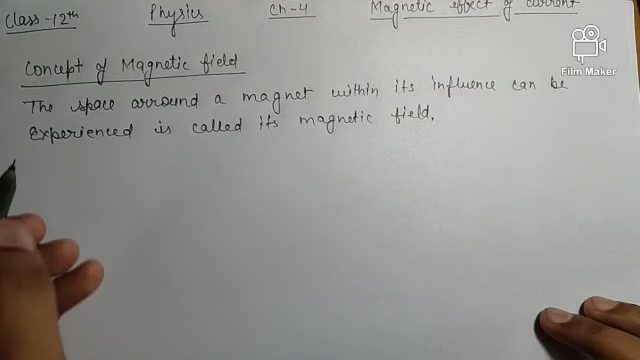 Class-12th Physics Ch-4 Magnetic effect of current
Film Maker
Concept of Magnetic field
The space arround a magnet within its influence can be
Experienced is called its magnetic field.